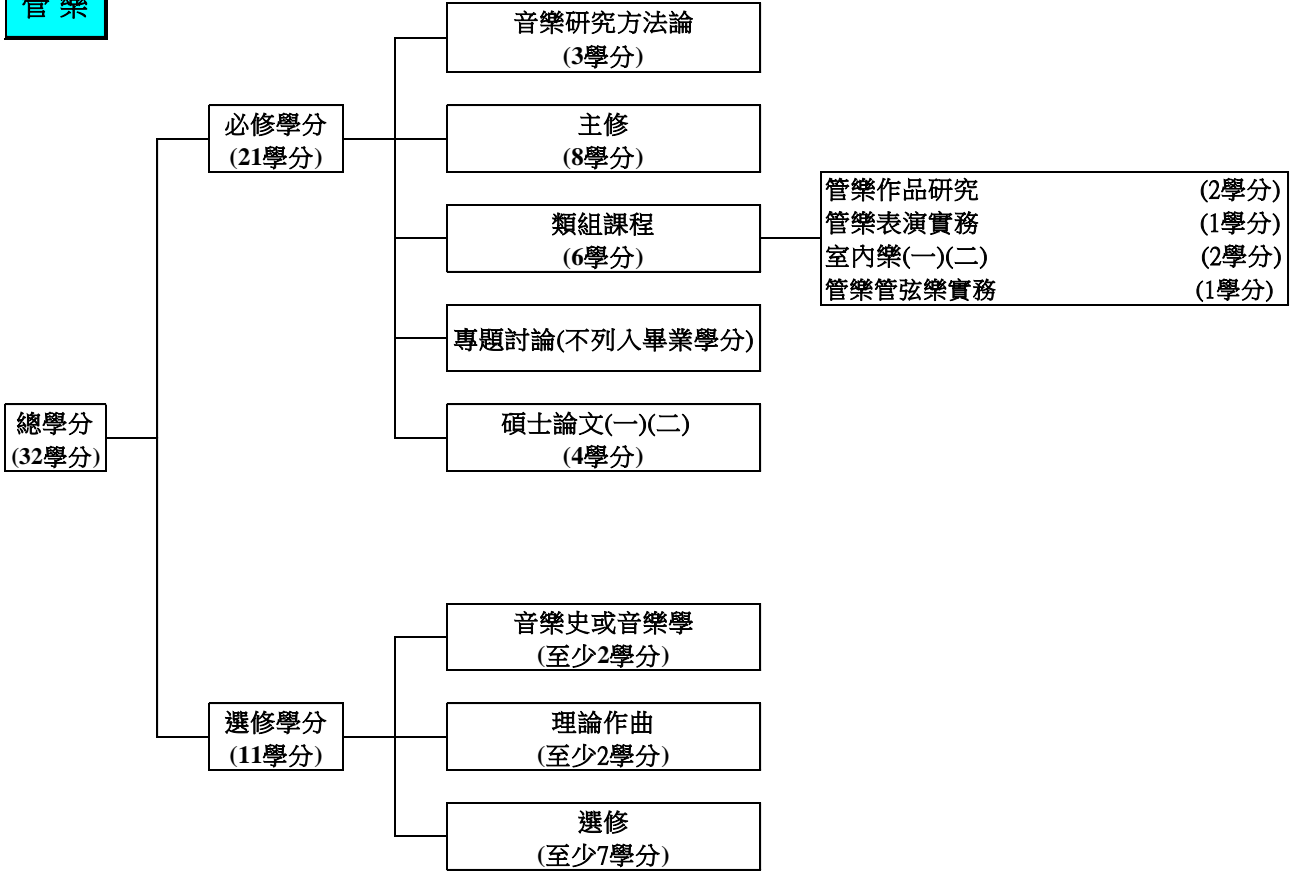 管 樂
音樂研究方法論
(3學分)
必修學分
(21學分)
主修
(8學分)
類組課程
(6學分)
管樂作品研究 (2學分)
管樂表演實務 (1學分)
室內樂(一)(二) (2學分)
管樂管弦樂實務 (1學分)
專題討論(不列入畢業學分)
總學分
(32學分)
碩士論文(一)(二)
(4學分)
音樂史或音樂學
(至少2學分)
選修學分
(11學分)
理論作曲
(至少2學分)
選修
(至少7學分)